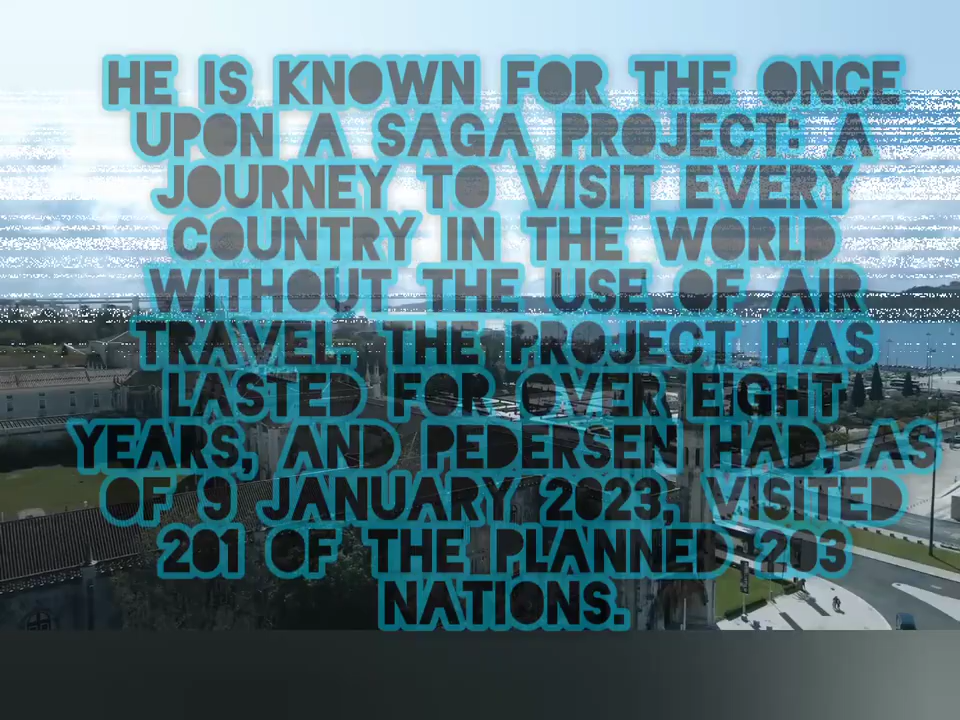 HE IS KNOWN FOR THE ONCE
UPON A SAGA PROJECT: A
JOURNEY TO VISIT EVERY
COUNTRY IN THE WORLD
WITHOUT THE USE OF AIR
TRAVEL. THE PROJECT HAS
LASTED FOR OVER EIGHT
YEARS, AND PEDERSEN HAD, AS
OF 9 JANUARY 2023, VISITED
201 OF THE PLANNED 203
NATIONS.